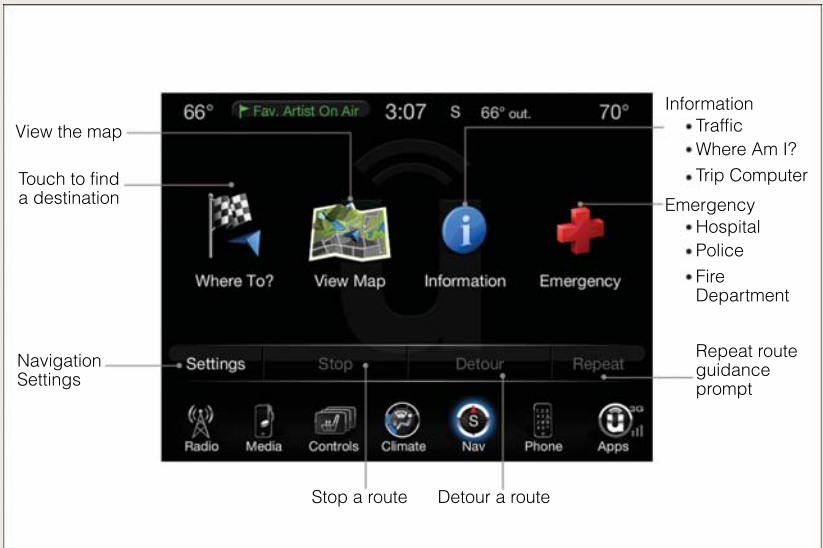 66° Fav. Artist On Air 3:07 S 66° out. 70°
Information
• Traffic
• Where Am I?
• Trip Computer
View the map
Touch to find
a destination
Emergency
• Hospital
• Police
• Fire
Department
Where To? View Map Information Emergency
Navigation
Settings
Settings Stop Detour Repeat
Repeat route
guidance
prompt
S
3G
Radio Media Controls Climate Nav Phone Apps
Stop a route Detour a route